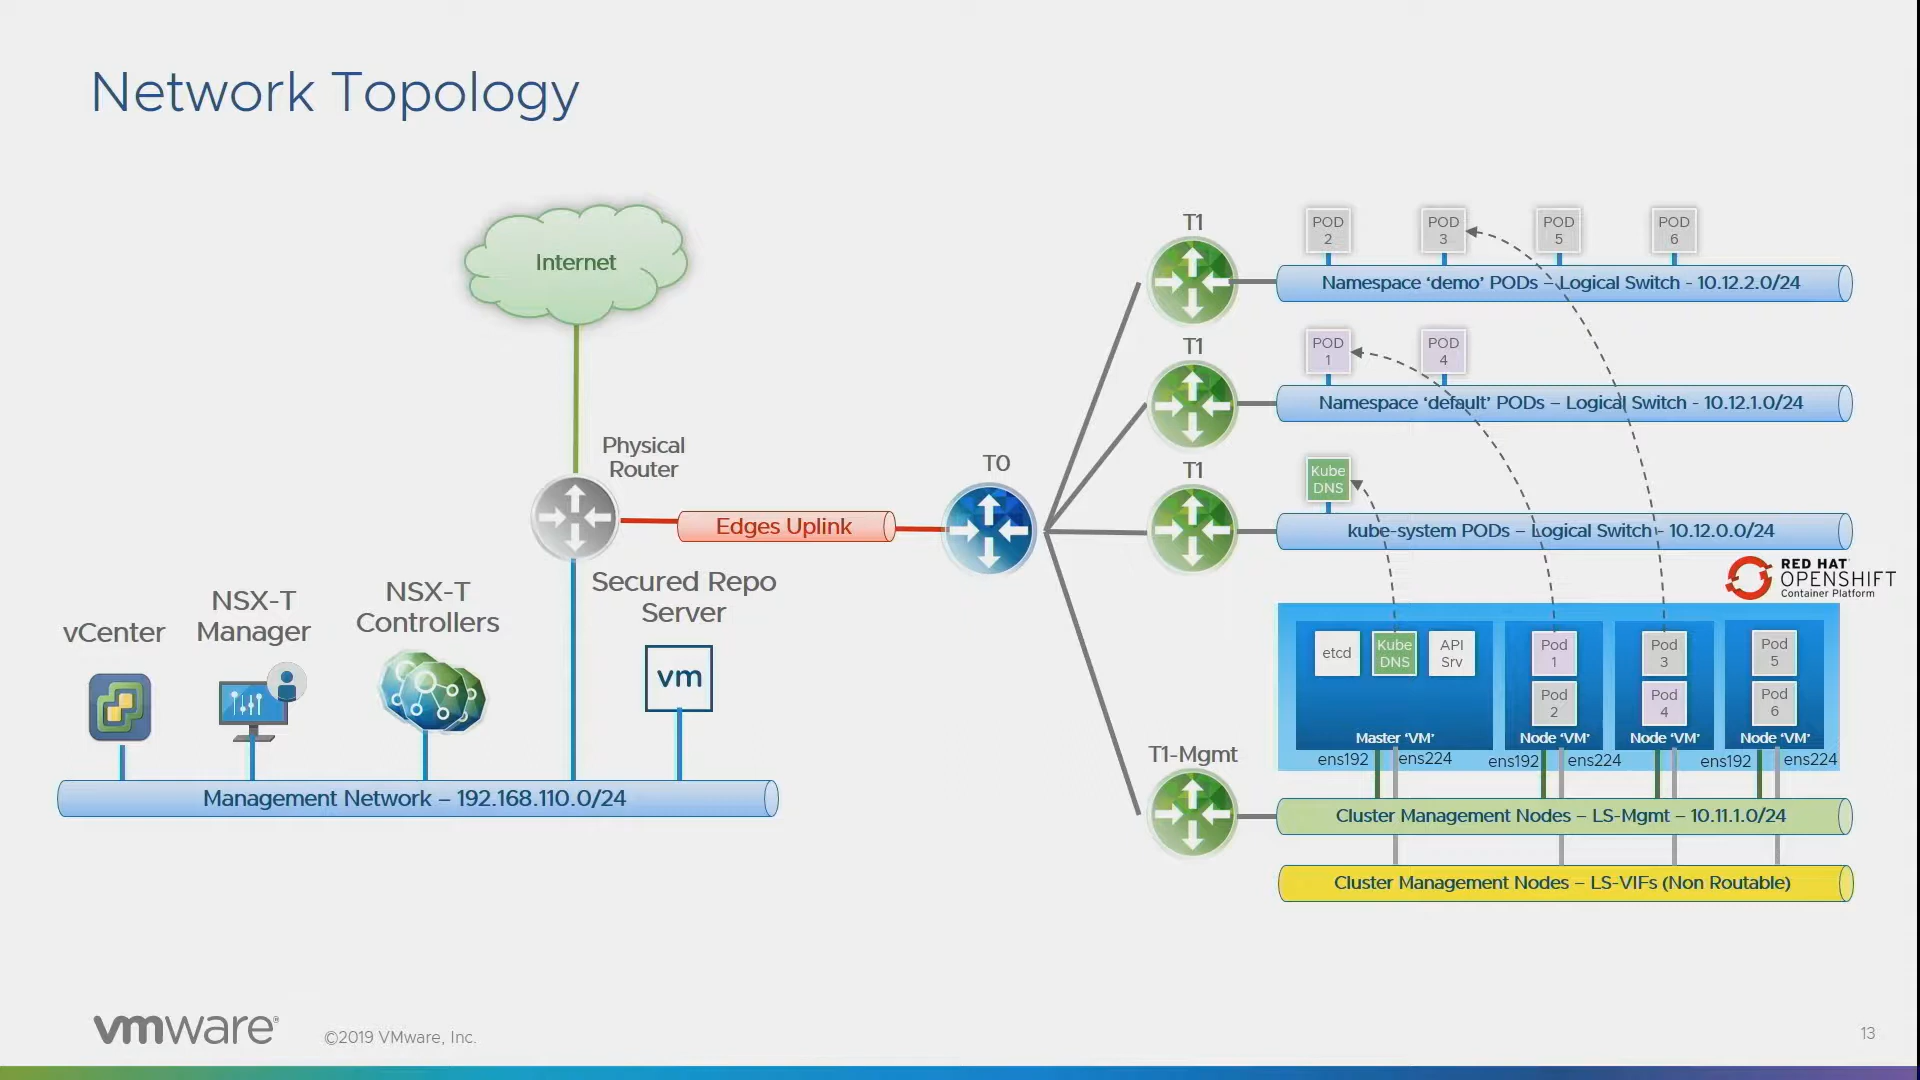 Network Topology
Internet
Physical
Router
Edges Uplink
T0
vCenter
NSX-T
Manager
NSX-T
Controllers
Secured Repo
Server
vm
Management Network – 192.168.110.0/24
T1
POD
2
POD
3
POD
5
POD
6
Namespace ‘demo’ PODs – Logical Switch - 10.12.2.0/24
T1
POD
1
POD
4
Namespace ‘default’ PODs – Logical Switch - 10.12.1.0/24
T1
Kube
DNS
kube-system PODs – Logical Switch - 10.12.0.0/24
RED HAT
OPENSHIFT
Container Platform
etcd
Kube
DNS
API
Srv
Master ‘VM’
Pod
1
Pod
2
Node ‘VM’
Pod
3
Pod
4
Node ‘VM’
Pod
5
Pod
6
Node ‘VM’
ens192
ens224
ens192
ens224
ens192
ens224
T1-Mgmt
Cluster Management Nodes – LS-Mgmt – 10.11.1.0/24
Cluster Management Nodes – LS-VIFs (Non Routable)
vmware®
©2019 VMware, Inc.
13